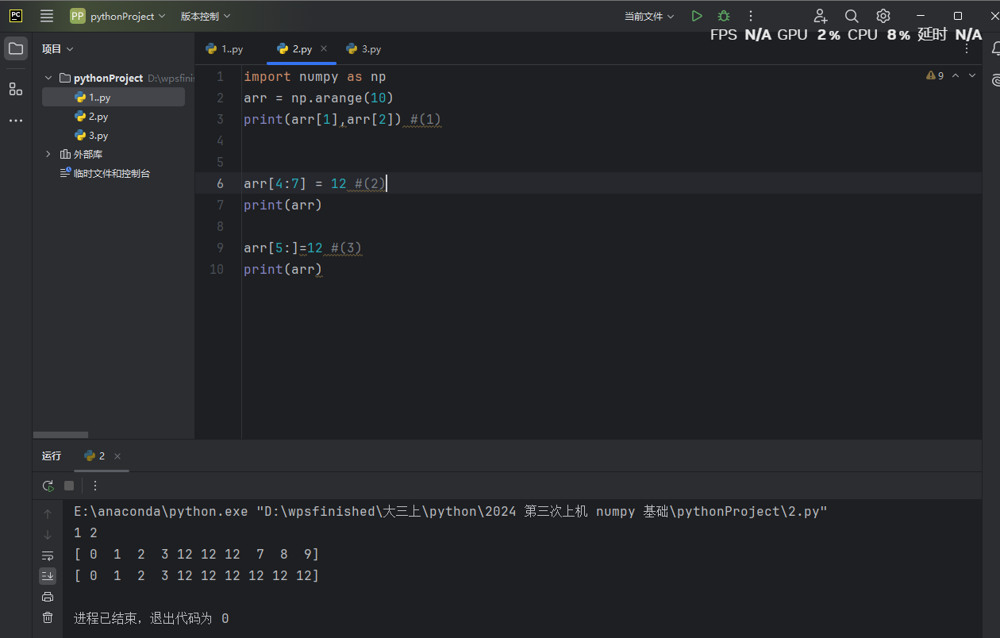 PC PP pythonProject 版本控制 当前文件
FPS N/A GPU 2% CPU 8% 延时 N/A
项目 1..py 2.py 3.py
pythonProject D:\wpsfinis
1..py
2.py
3.py
外部库
临时文件和控制台
1 import numpy as np
2 arr = np.arange(10)
3 print(arr[1],arr[2]) #(1)
4
5
6 arr[4:7] = 12 #(2)
7 print(arr)
8
9 arr[5:]=12 #(3)
10 print(arr)
9
运行 2
E:\anaconda\python.exe "D:\wpsfinished\大三上\python\2024 第三次上机 numpy 基础\pythonProject\2.py"
1 2
[ 0  1  2  3 12 12 12  7  8  9]
[ 0  1  2  3 12 12 12 12 12 12]
进程已结束，退出代码为 0